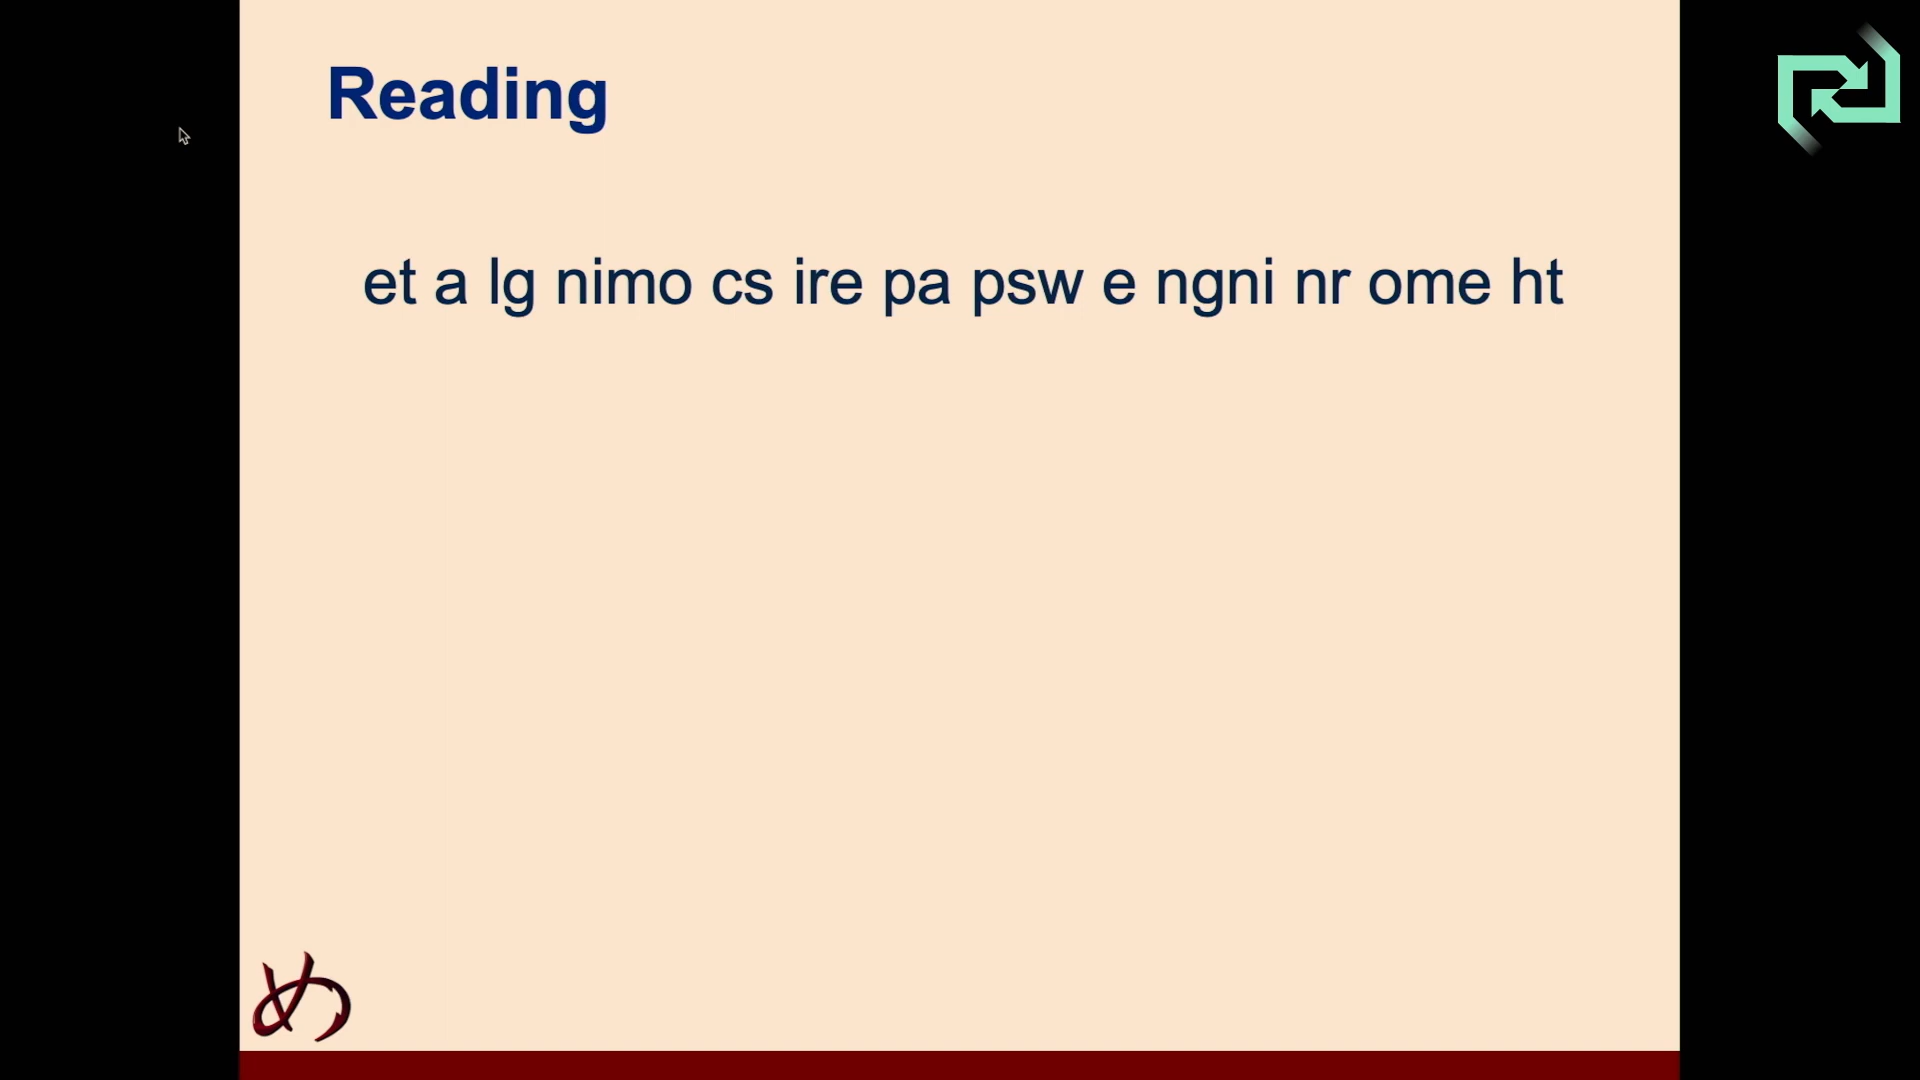 Reading
et a lg nimo cs ire pa psw e ngni nr ome ht
め